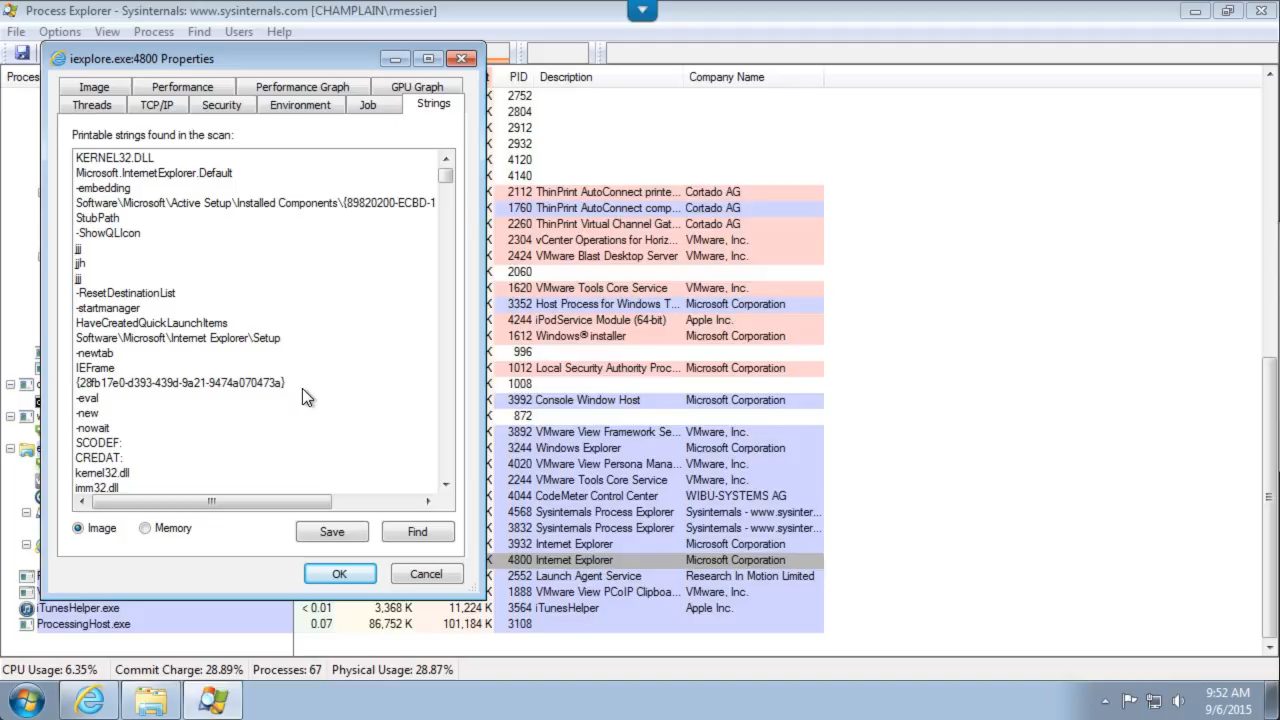 Process Explorer - Sysinternals: www.sysinternals.com [CHAMPLAIN\rmessier]
File Options View Process Find Users Help
iexplore.exe:4800 Properties
Image Performance Performance Graph GPU Graph
Threads TCP/IP Security Environment Job Strings
Printable strings found in the scan:
KERNEL32.DLL
Microsoft.InternetExplorer.Default
-embedding
Software\Microsoft\Active Setup\Installed Components\{89820200-ECBD-1
StubPath
-ShowQLIcon
jjj
jjh
jjj
-ResetDestinationList
-startmanager
HaveCreatedQuickLaunchItems
Software\Microsoft\Internet Explorer\Setup
-newtab
IEFrame
{28fb17e0-d393-439d-9a21-9474a070473a}
-eval
-new
-nowait
SCODEF:
CREDAT:
kernel32.dll
imm32.dll
Image Memory Save Find
OK Cancel
Proces
PID Description Company Name
2752
2804
2912
2932
4120
4140
2112 ThinPrint AutoConnect printe... Cortado AG
1760 ThinPrint AutoConnect comp... Cortado AG
2260 ThinPrint Virtual Channel Gat... Cortado AG
2304 vCenter Operations for Horiz... VMware, Inc.
2424 VMware Blast Desktop Server VMware, Inc.
2060
1620 VMware Tools Core Service VMware, Inc.
3352 Host Process for Windows T... Microsoft Corporation
4244 iPodService Module (64-bit) Apple Inc.
1612 Windows® installer Microsoft Corporation
996
1012 Local Security Authority Proc... Microsoft Corporation
1008
3992 Console Window Host Microsoft Corporation
872
3892 VMware View Framework Se... VMware, Inc.
3244 Windows Explorer Microsoft Corporation
4020 VMware View Persona Mana... VMware, Inc.
2244 VMware Tools Core Service VMware, Inc.
4044 CodeMeter Control Center WIBU-SYSTEMS AG
4568 Sysinternals Process Explorer Sysinternals - www.sysinter...
3832 Sysinternals Process Explorer Sysinternals - www.sysinter...
3932 Internet Explorer Microsoft Corporation
4800 Internet Explorer Microsoft Corporation
2552 Launch Agent Service Research In Motion Limited
1888 VMware View PCoIP Clipboa... VMware, Inc.
iTunesHelper.exe < 0.01 3,368 K 11,224 K 3564 iTunesHelper Apple Inc.
ProcessingHost.exe 0.07 86,752 K 101,184 K 3108
CPU Usage: 6.35% Commit Charge: 28.89% Processes: 67 Physical Usage: 28.87%
9:52 AM
9/6/2015